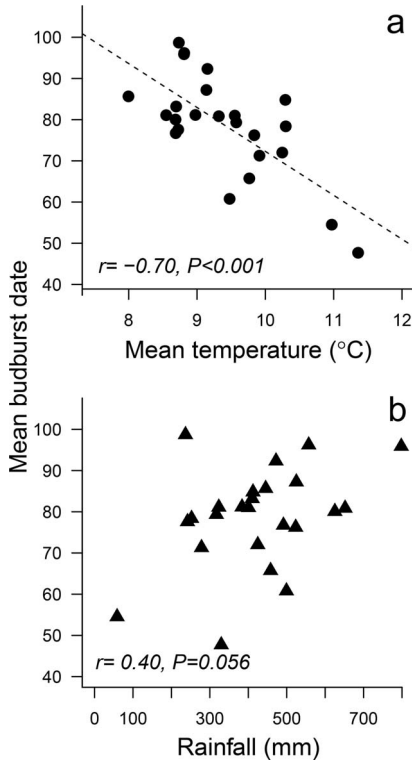 a
100
90
80
70
60
50
40
r= −0.70, P<0.001
8 9 10 11 12
Mean temperature (°C)
Mean budburst date
b
100
90
80
70
60
50
40
r= 0.40, P=0.056
0 100 300 500 700
Rainfall (mm)